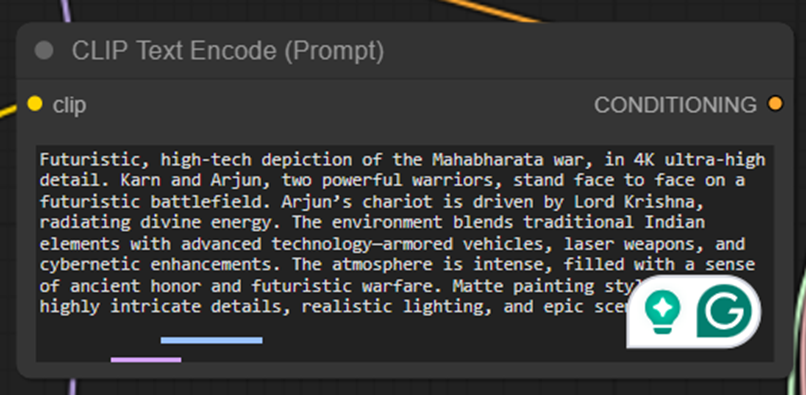 CLIP Text Encode (Prompt)
clip
CONDITIONING
Futuristic, high-tech depiction of the Mahabharata war, in 4K ultra-high
detail. Karn and Arjun, two powerful warriors, stand face to face on a
futuristic battlefield. Arjun’s chariot is driven by Lord Krishna,
radiating divine energy. The environment blends traditional Indian
elements with advanced technology—armored vehicles, laser weapons, and
cybernetic enhancements. The atmosphere is intense, filled with a sense
of ancient honor and futuristic warfare. Matte painting
highly intricate details, realistic lighting, and epic